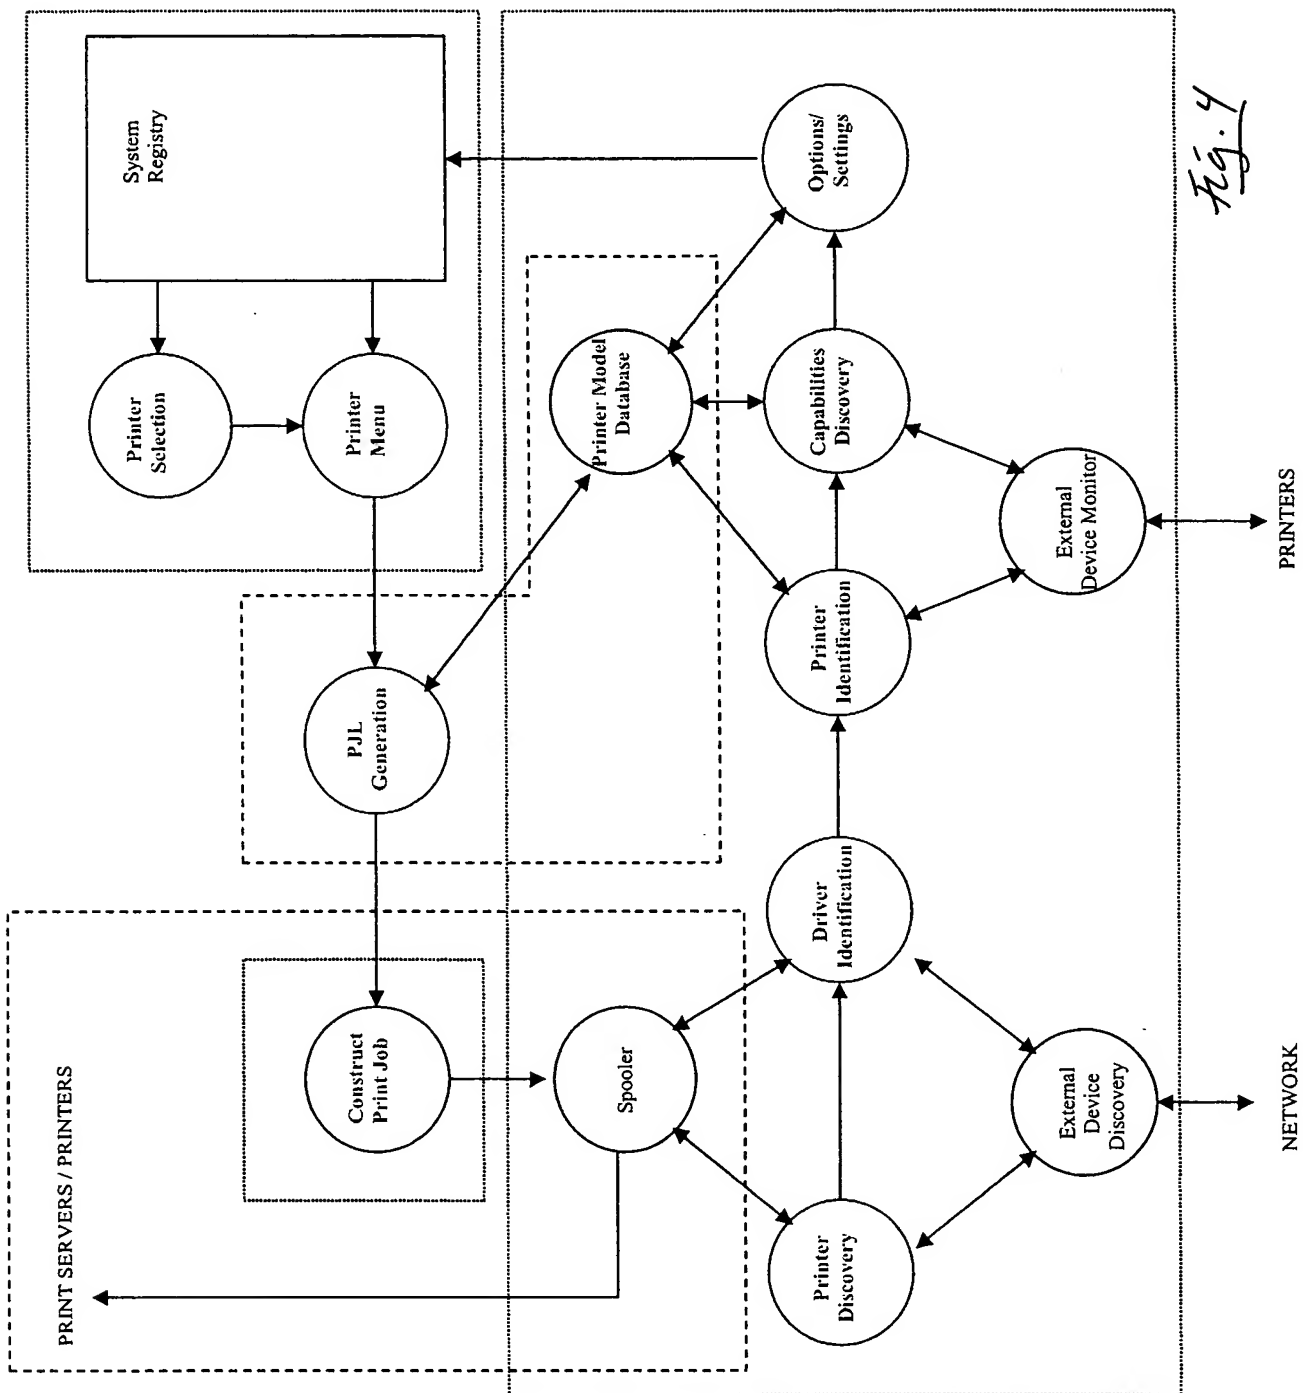 PRINT SERVERS / PRINTERS
Construct
Print Job
Spooler
Printer
Discovery
External
Device
Discovery
NETWORK
Driver
Identification
PJL
Generation
Printer
Identification
External
Device Monitor
PRINTERS
Capabilities
Discovery
Printer Model
Database
Printer
Selection
Printer
Menu
System
Registry
Options/
Settings
Fig. 4